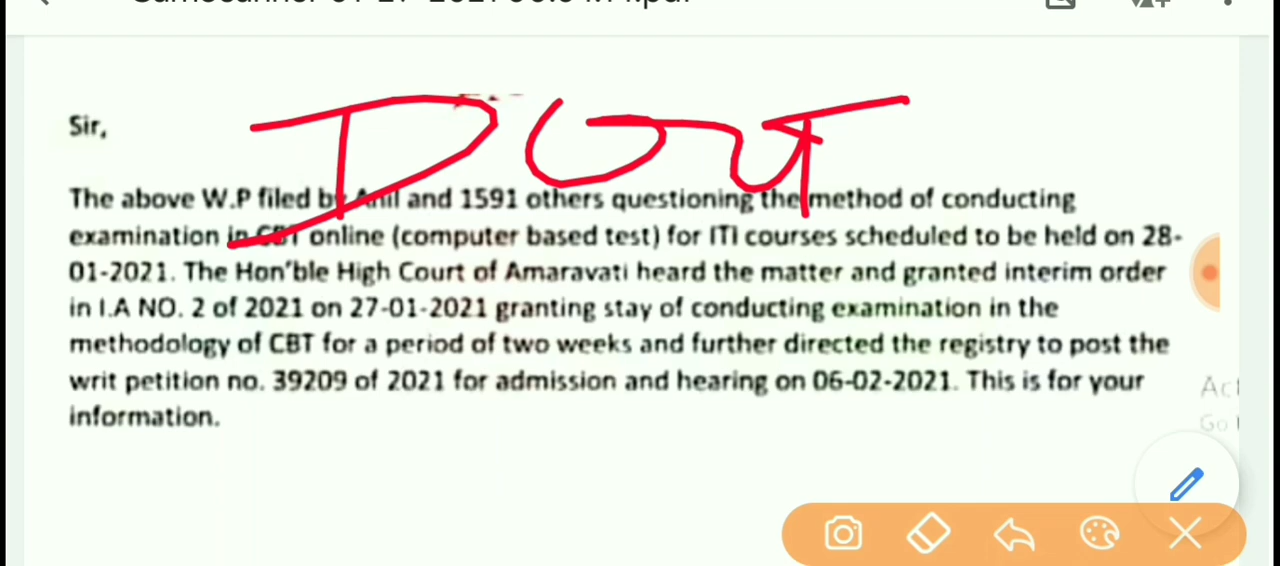 Sir,
DGT
The above W.P filed by Anil and 1591 others questioning the method of conducting
examination in CBT online (computer based test) for ITI courses scheduled to be held on 28-
01-2021. The Hon’ble High Court of Amaravati heard the matter and granted interim order
in I.A NO. 2 of 2021 on 27-01-2021 granting stay of conducting examination in the
methodology of CBT for a period of two weeks and further directed the registry to post the
writ petition no. 39209 of 2021 for admission and hearing on 06-02-2021. This is for your
information.